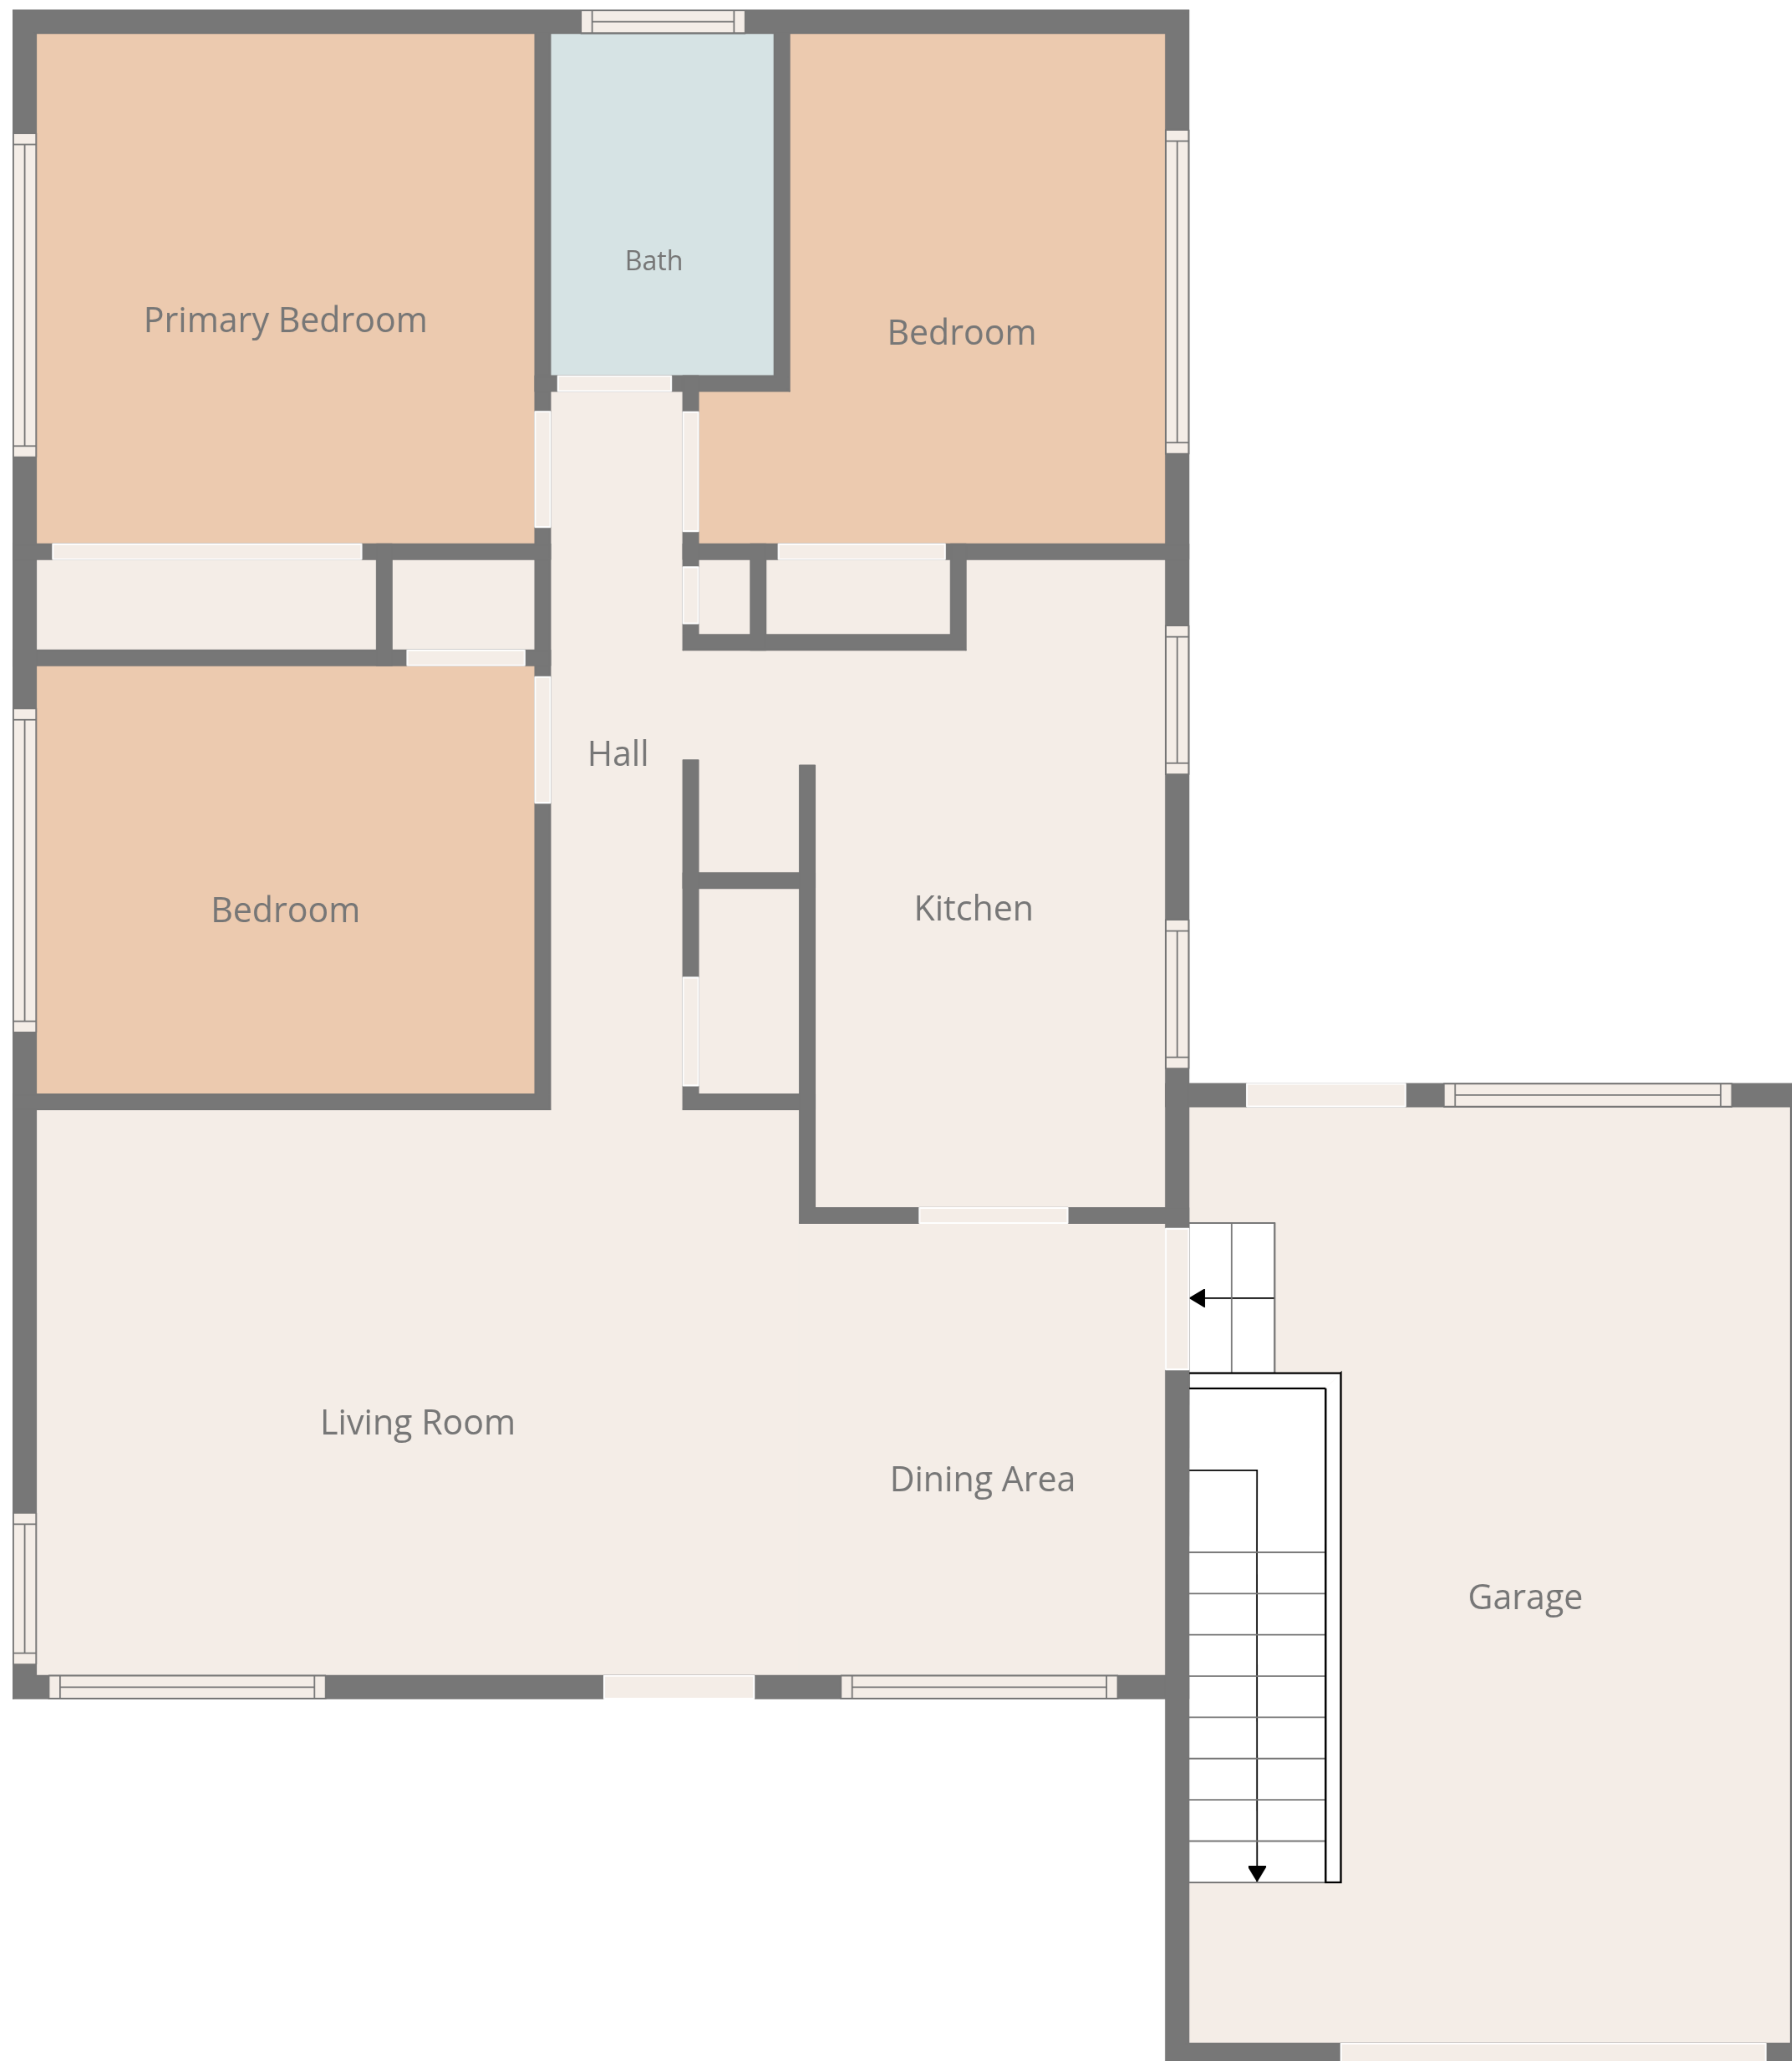 Bath
Primary Bedroom
Bedroom
Hall
Bedroom
Kitchen
Living Room
Dining Area
Garage